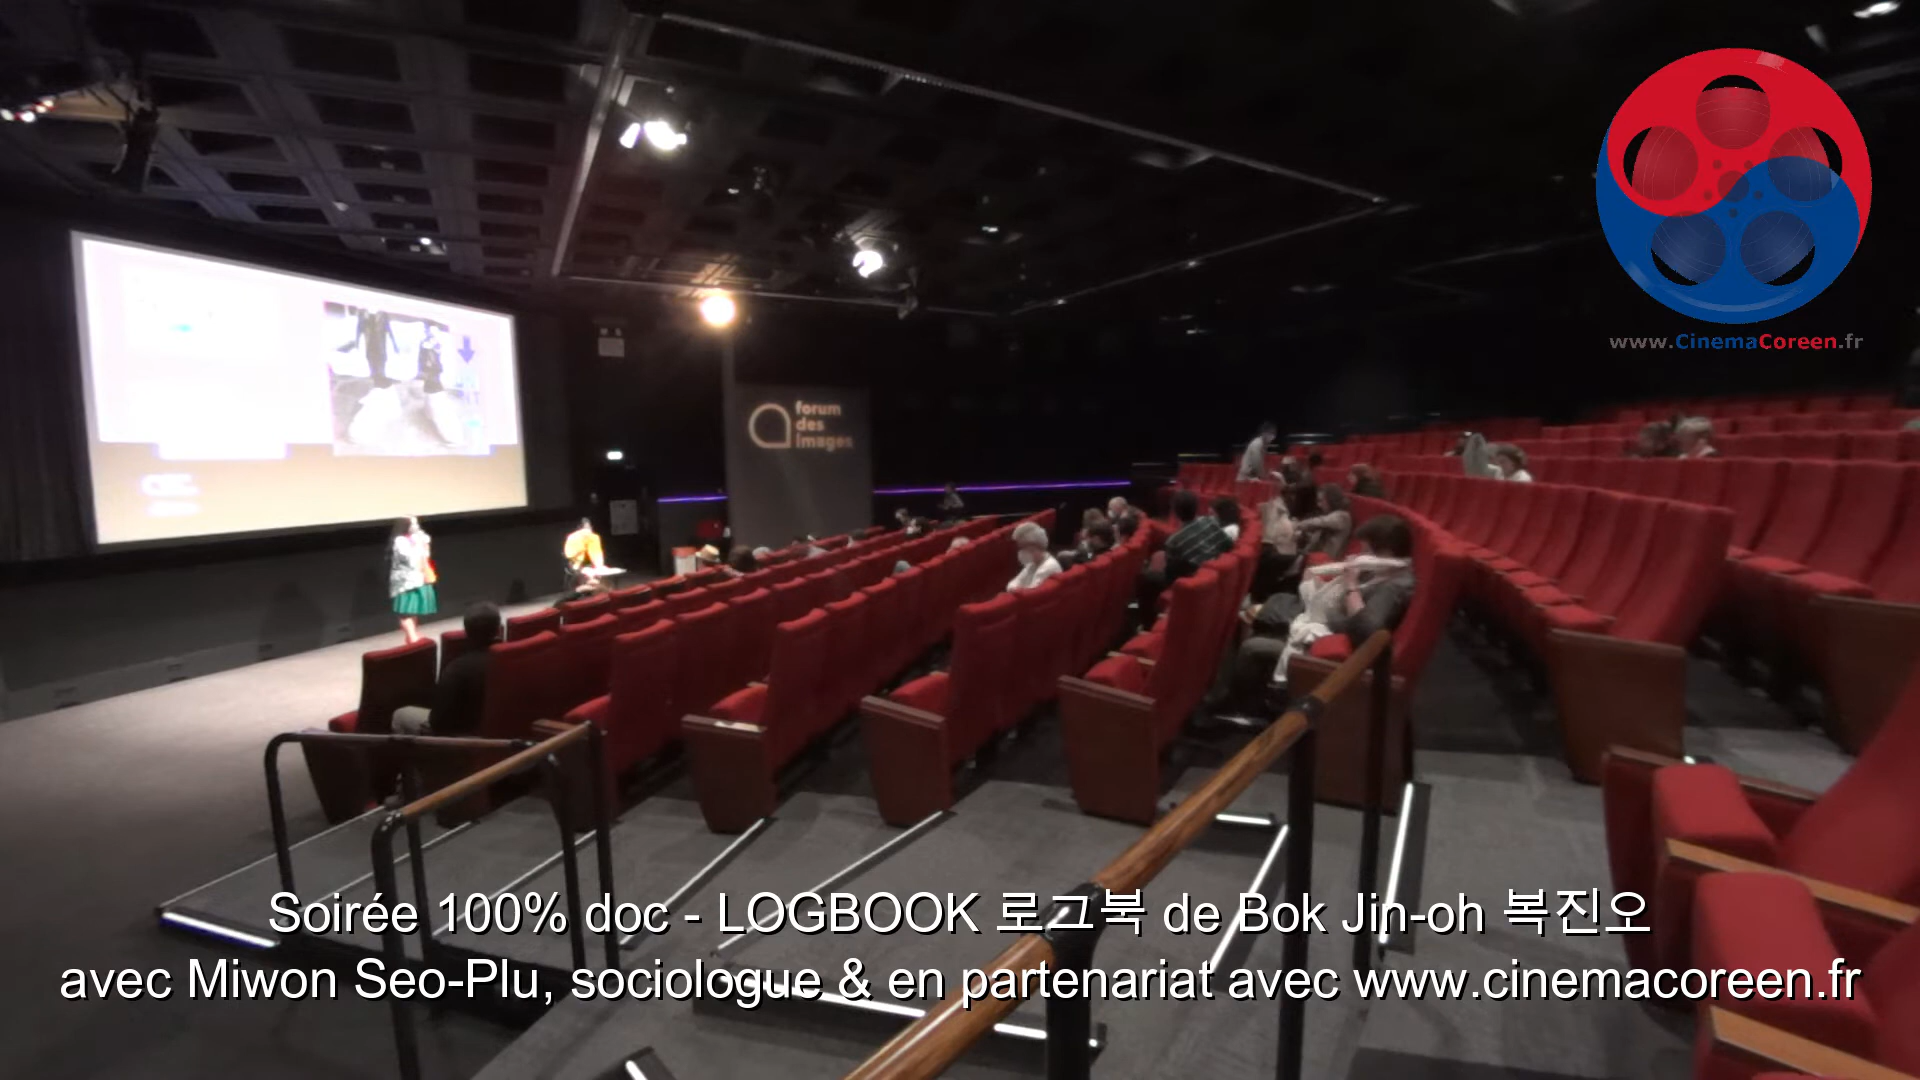 www.CinemaCoreen.fr
forum
des
images
Soirée 100% doc - LOGBOOK 로그북 de Bok Jin-oh 복진오
avec Miwon Seo-Plu, sociologue & en partenariat avec www.cinemacoreen.fr